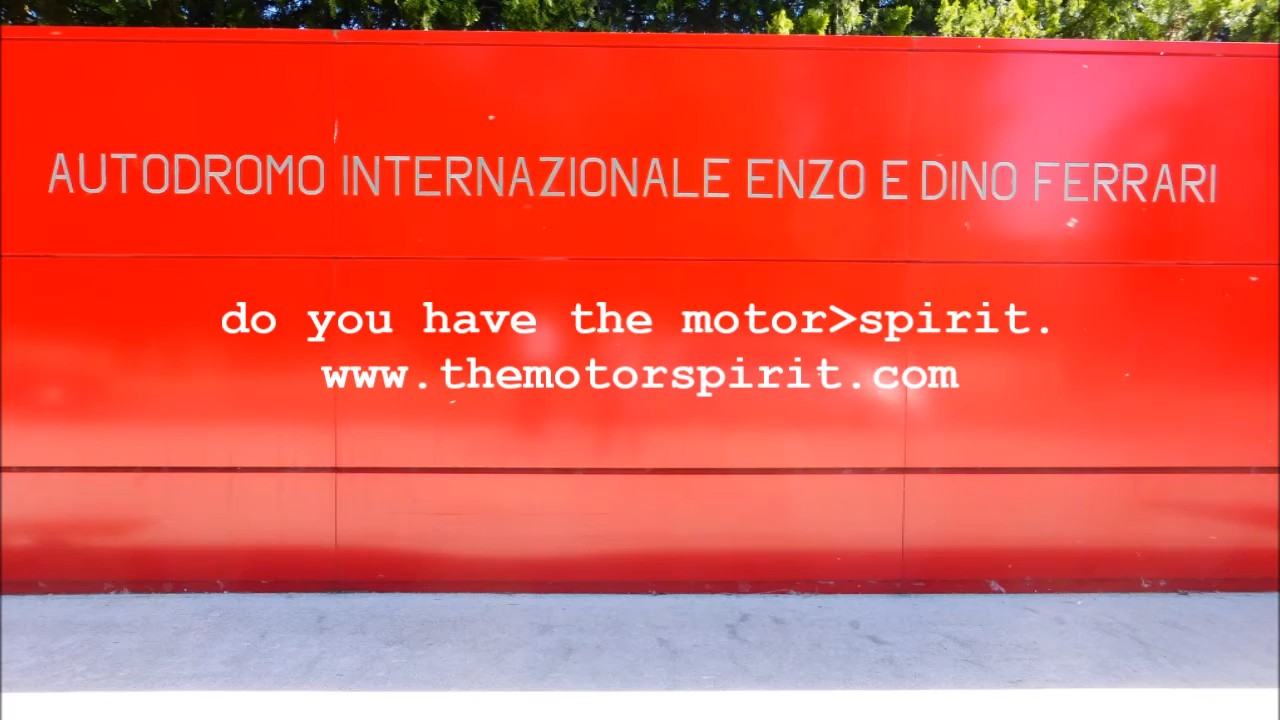 AUTODROMO INTERNAZIONALE ENZO E DINO FERRARI
do you have the motor>spirit.
www.themotorspirit.com